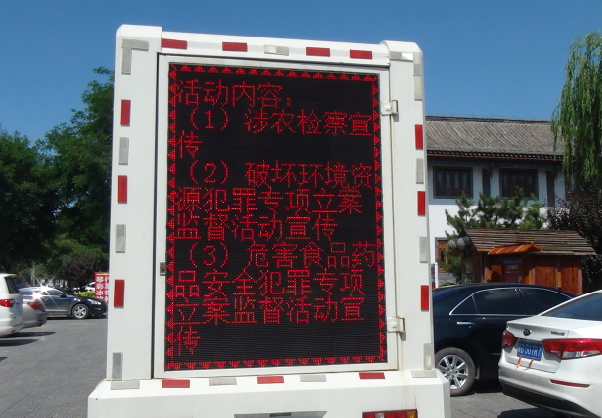 活动内容：
（1）涉农检察宣
传
（2）破坏环境资
源犯罪专项立案
监督活动宣传
（3）危害食品药
品安全犯罪专项
立案监督活动宣
传